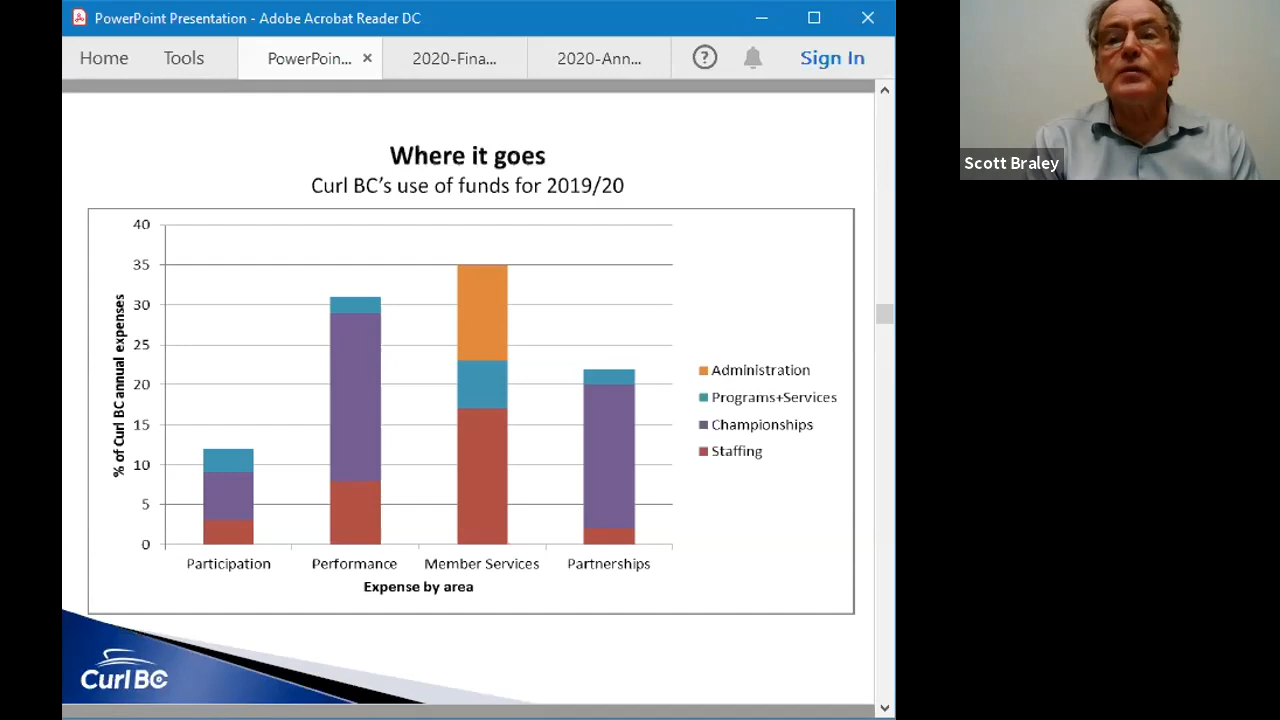 PowerPoint Presentation - Adobe Acrobat Reader DC
Home
Tools
PowerPoin...
2020-Fina...
2020-Ann...
?
Sign In
Scott Braley
Where it goes
Curl BC's use of funds for 2019/20
% of Curl BC annual expenses
40
35
30
25
20
15
10
5
0
Participation
Performance
Member Services
Partnerships
Expense by area
Administration
Programs+Services
Championships
Staffing
Curl BC